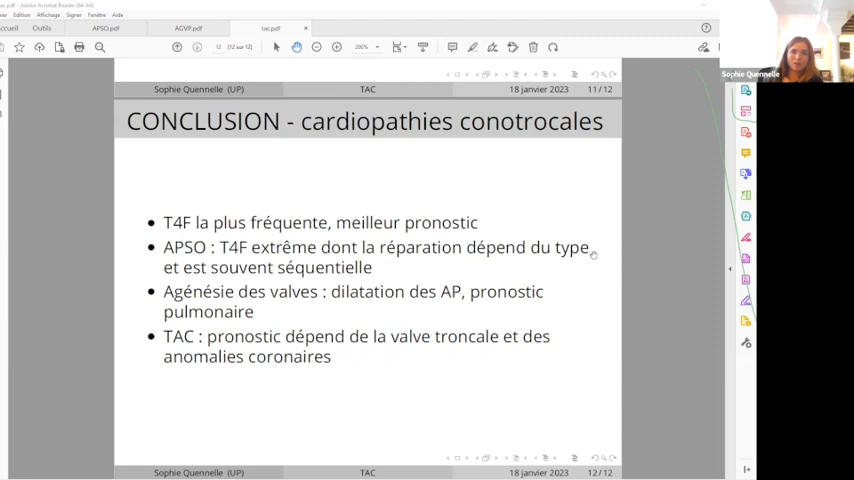 tac.pdf - Adobe Acrobat Reader (64-bit)
Edition Affichage Signer Fenêtre Aide
Accueil Outils APSO.pdf AGVP.pdf tac.pdf ×
12 (12 sur 12) 200%
Sophie Quennelle
Sophie Quennelle (UP) TAC 18 janvier 2023 11/12
CONCLUSION - cardiopathies conotrocales
• T4F la plus fréquente, meilleur pronostic
• APSO : T4F extrême dont la réparation dépend du type
et est souvent séquentielle
• Agénésie des valves : dilatation des AP, pronostic
pulmonaire
• TAC : pronostic dépend de la valve troncale et des
anomalies coronaires
Sophie Quennelle (UP) TAC 18 janvier 2023 12/12